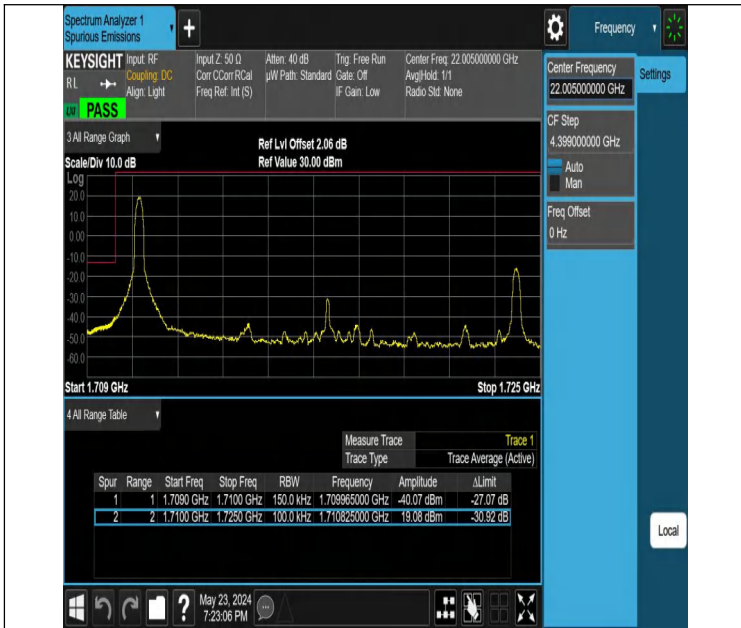 Spectrum Analyzer 1
Spurious Emissions
+
Frequency
KEYSIGHT
RL
PASS
Input: RF
Coupling: DC
Align: Light
Input Z: 50 Ω
Corr CCorr RCal
Freq Ref: Int (S)
Atten: 40 dB
µW Path: Standard
Trig: Free Run
Gate: Off
IF Gain: Low
Center Freq: 22.005000000 GHz
Avg|Hold: 1/1
Radio Std: None
Center Frequency
22.005000000 GHz
Settings
CF Step
4.399000000 GHz
Auto
Man
Freq Offset
0 Hz
Local
3 All Range Graph
Ref Lvl Offset 2.06 dB
Scale/Div 10.0 dB
Ref Value 30.00 dBm
Log
20.0
10.0
0.00
-10.0
-20.0
-30.0
-40.0
-50.0
-60.0
Start 1.709 GHz
Stop 1.725 GHz
4 All Range Table
Measure Trace Trace 1
Trace Type Trace Average (Active)
Spur Range Start Freq Stop Freq RBW Frequency Amplitude ΔLimit
1 1 1.7090 GHz 1.7100 GHz 150.0 kHz 1.709965000 GHz -40.07 dBm -27.07 dB
2 2 1.7100 GHz 1.7250 GHz 100.0 kHz 1.710825000 GHz 19.08 dBm -30.92 dB
?
May 23, 2024
7:23:06 PM